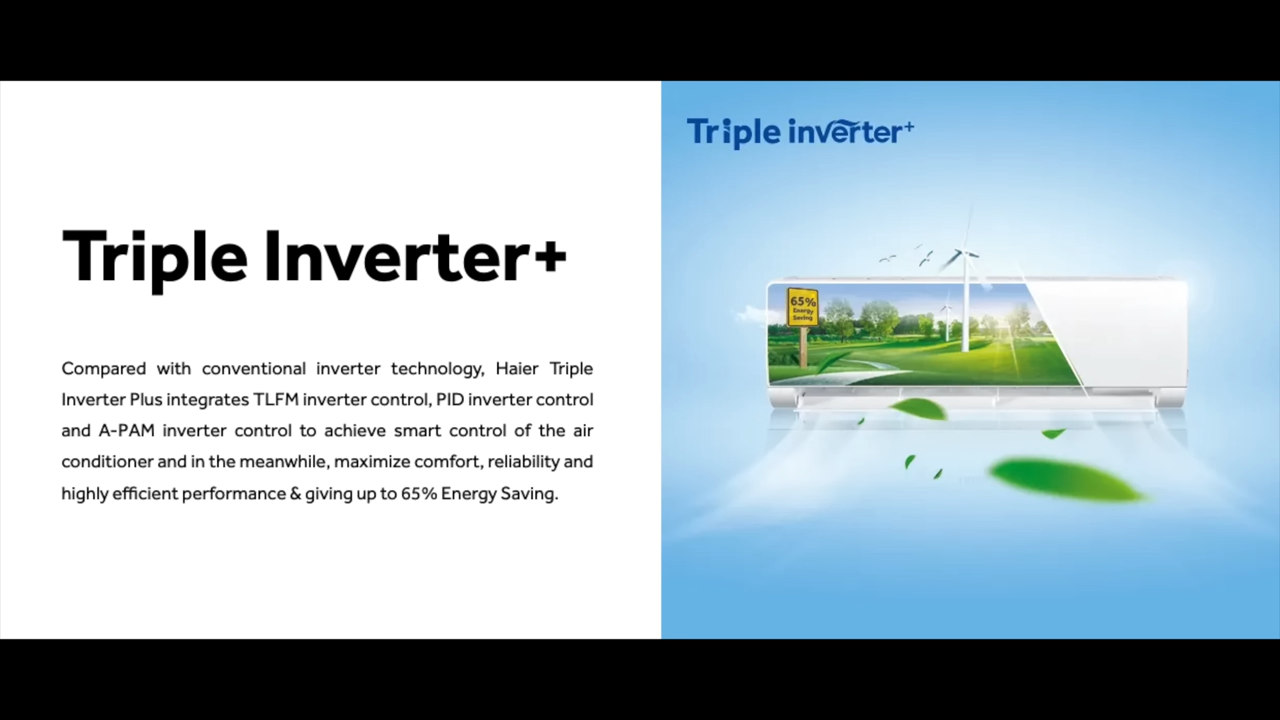 Triple Inverter+
Compared with conventional inverter technology, Haier Triple
Inverter Plus integrates TLFM inverter control, PID inverter control
and A-PAM inverter control to achieve smart control of the air
conditioner and in the meanwhile, maximize comfort, reliability and
highly efficient performance & giving up to 65% Energy Saving.
Triple inverter+
65%
Energy
Saving